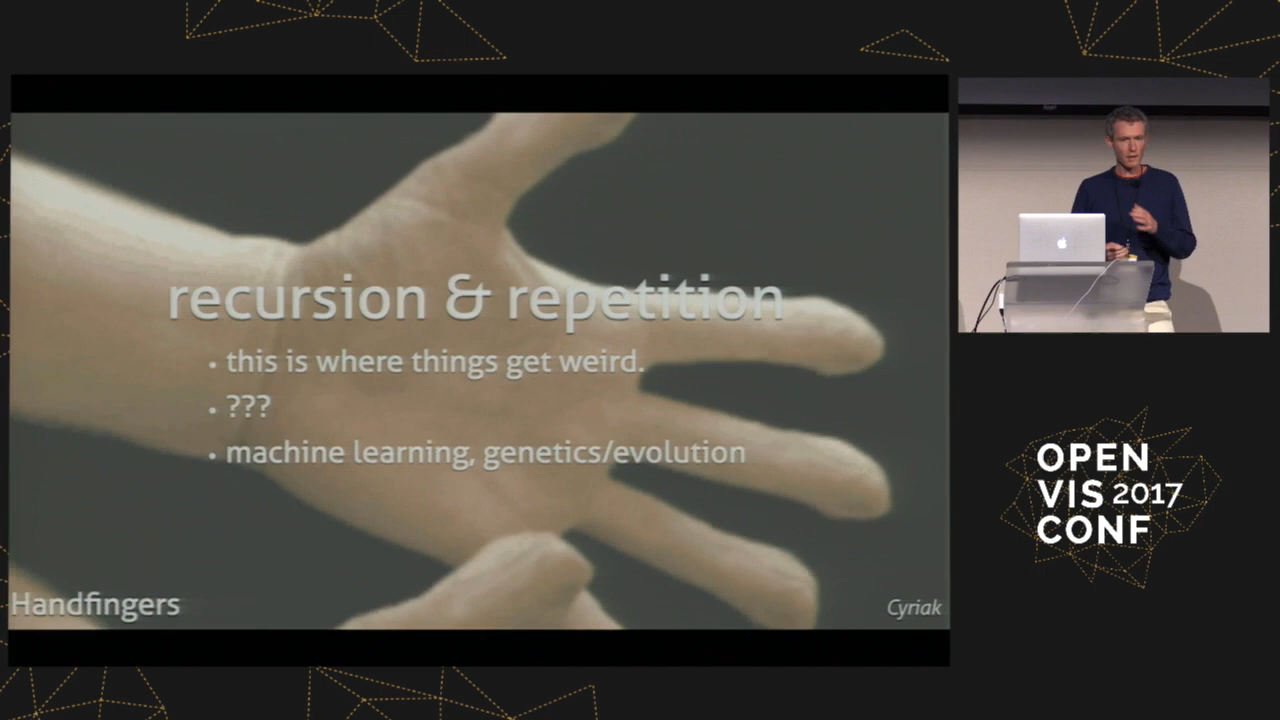 recursion & repetition
• this is where things get weird.
• ???
• machine learning, genetics/evolution
Handfingers
Cyriak
OPEN
VIS 2017
CONF